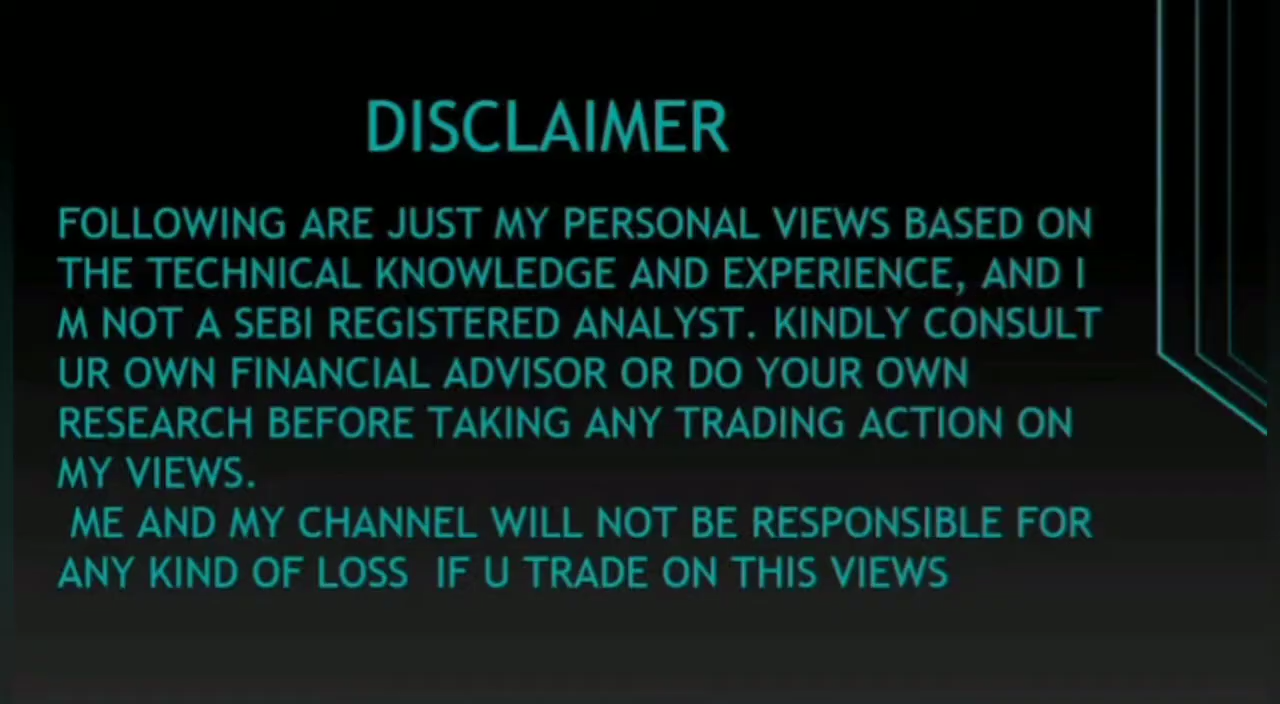 DISCLAIMER
FOLLOWING ARE JUST MY PERSONAL VIEWS BASED ON
THE TECHNICAL KNOWLEDGE AND EXPERIENCE, AND I
M NOT A SEBI REGISTERED ANALYST. KINDLY CONSULT
UR OWN FINANCIAL ADVISOR OR DO YOUR OWN
RESEARCH BEFORE TAKING ANY TRADING ACTION ON
MY VIEWS.
ME AND MY CHANNEL WILL NOT BE RESPONSIBLE FOR
ANY KIND OF LOSS  IF U TRADE ON THIS VIEWS